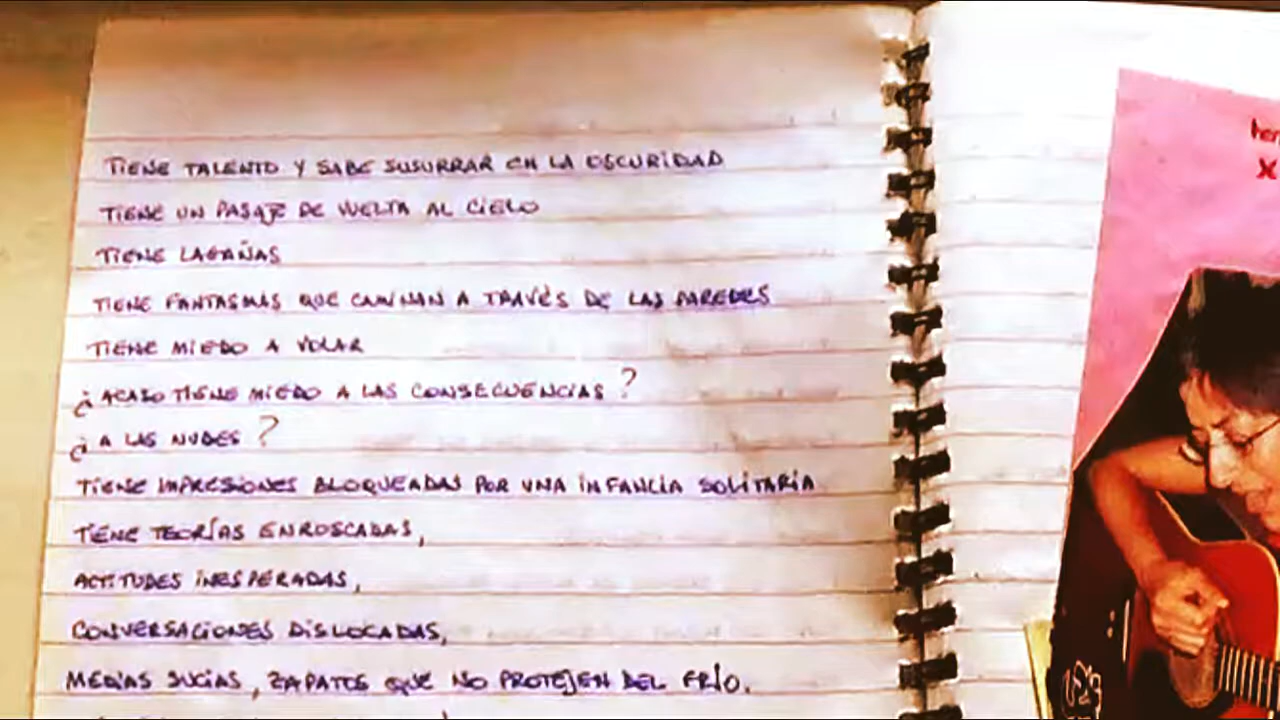 TIENE TALENTO Y SABE SUSURRAR EN LA OSCURIDAD
TIENE UN PASAJE DE VUELTA AL CIELO
TIENE LAGAÑAS
TIENE FANTASMAS QUE CAMINAN A TRAVÉS DE LAS PAREDES
TIENE MIEDO A VOLAR
¿ACASO TIENE MIEDO A LAS CONSECUENCIAS?
¿A LAS NUBES?
TIENE IMPRESIONES BLOQUEADAS POR UNA INFANCIA SOLITARIA
TIENE TEORÍAS ENROSCADAS,
ACTITUDES INESPERADAS,
CONVERSACIONES DISLOCADAS,
MEDIAS SUCIAS, ZAPATOS QUE NO PROTEJEN DEL FRÍO.
X